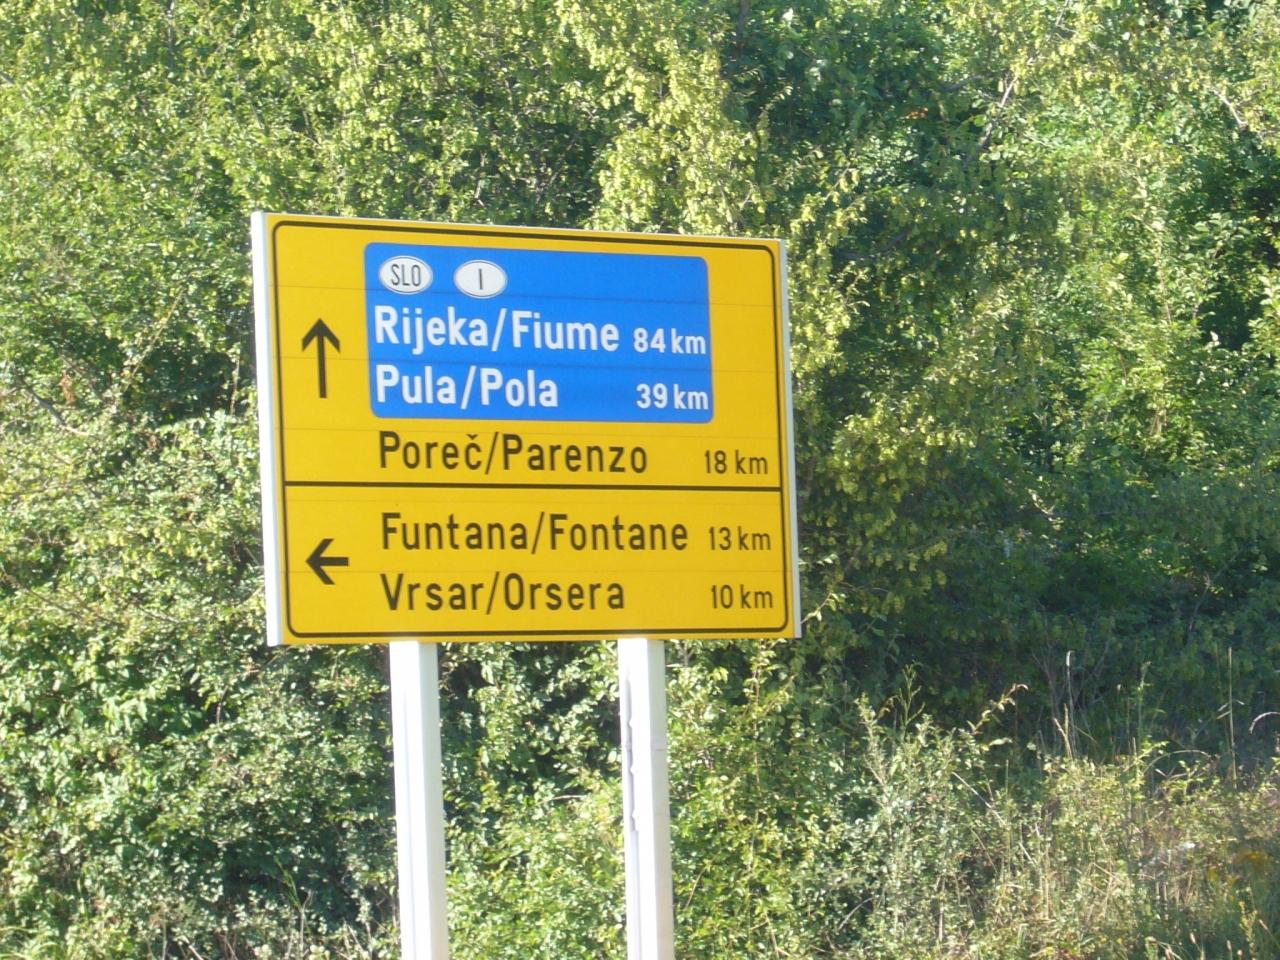 SLO I
Rijeka/Fiume 84 km
Pula/Pola 39 km
Poreč/Parenzo 18 km
Funtana/Fontane 13 km
Vrsar/Orsera 10 km